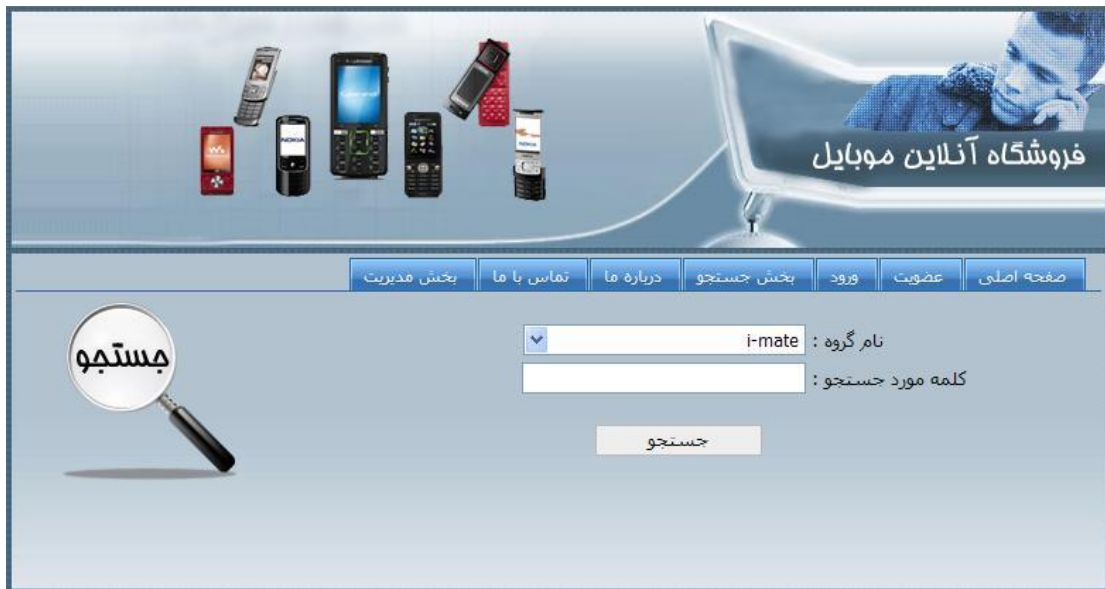 فروشگاه آنلاین موبایل
صفحه اصلی عضویت ورود بخش جستجو درباره ما تماس با ما بخش مدیریت
جستجو
نام گروه : i-mate
کلمه مورد جستجو :
جستجو
NOKIA